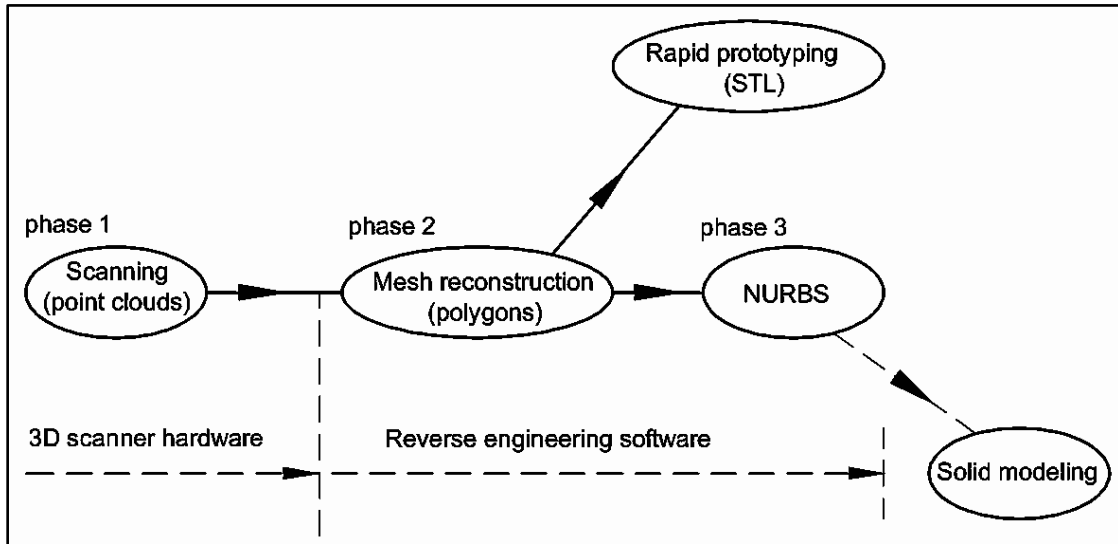 Rapid prototyping
(STL)
phase 1
phase 2
phase 3
Scanning
(point clouds)
Mesh reconstruction
(polygons)
NURBS
3D scanner hardware
Reverse engineering software
Solid modeling